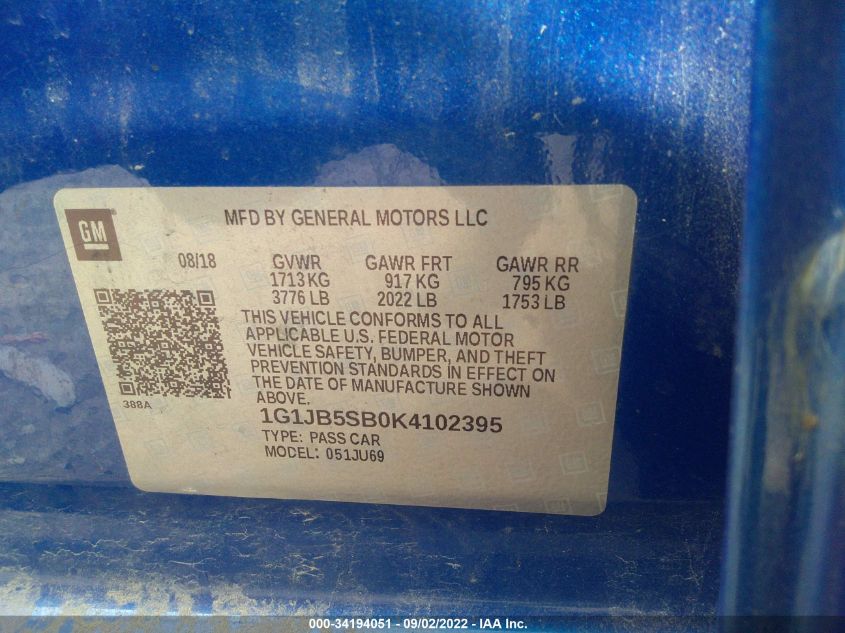 GM
MFD BY GENERAL MOTORS LLC
08/18 GVWR GAWR FRT GAWR RR
1713 KG 917 KG 795 KG
3776 LB 2022 LB 1753 LB
THIS VEHICLE CONFORMS TO ALL
APPLICABLE U.S. FEDERAL MOTOR
VEHICLE SAFETY, BUMPER, AND THEFT
PREVENTION STANDARDS IN EFFECT ON
THE DATE OF MANUFACTURE SHOWN
ABOVE.
388A
1G1JB5SB0K4102395
TYPE: PASS CAR
MODEL: 051JU69
000-34194051 - 09/02/2022 - IAA Inc.